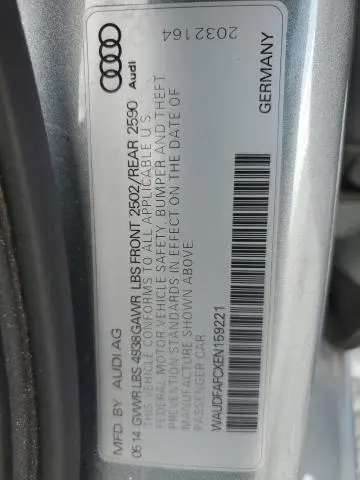 MFD. BY AUDI AG
05 14 GVWR LBS 4938 GAWR LBS FRONT 2502/REAR 2590
THIS VEHICLE CONFORMS TO ALL APPLICABLE U S
FEDERAL MOTOR VEHICLE SAFETY, BUMPER AND THEFT
PREVENTION STANDARDS IN EFFECT ON THE DATE OF
MANUFACTURE SHOWN ABOVE
PASSENGER CAR
WAUDFAFCXEN159221
Audi
2032164
GERMANY